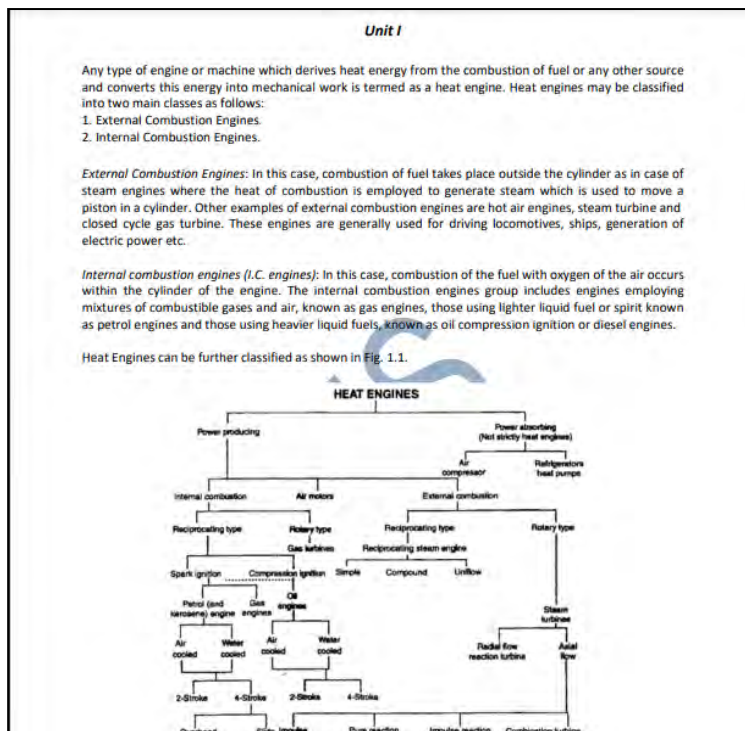 Unit I
Any type of engine or machine which derives heat energy from the combustion of fuel or any other source
and converts this energy into mechanical work is termed as a heat engine. Heat engines may be classified
into two main classes as follows:
1. External Combustion Engines.
2. Internal Combustion Engines.
External Combustion Engines: In this case, combustion of fuel takes place outside the cylinder as in case of
steam engines where the heat of combustion is employed to generate steam which is used to move a
piston in a cylinder. Other examples of external combustion engines are hot air engines, steam turbine and
closed cycle gas turbine. These engines are generally used for driving locomotives, ships, generation of
electric power etc.
Internal combustion engines (I.C. engines): In this case, combustion of the fuel with oxygen of the air occurs
within the cylinder of the engine. The internal combustion engines group includes engines employing
mixtures of combustible gases and air, known as gas engines, those using lighter liquid fuel or spirit known
as petrol engines and those using heavier liquid fuels, known as oil compression ignition or diesel engines.
Heat Engines can be further classified as shown in Fig. 1.1.
HEAT ENGINES
Power producing
Power absorbing
(Not strictly heat engines)
Air
compressor
Refrigerators
heat pumps
Internal combustion
Air motors
External combustion
Reciprocating type
Rotary type
Reciprocating type
Rotary type
Gas turbines
Reciprocating steam engine
Spark ignition
Compression ignition
Simple
Compound
Uniflow
Petrol (and
kerosene) engine
Gas
engines
Oil
engines
Steam
turbines
Air
cooled
Water
cooled
Air
cooled
Water
cooled
Radial flow
reaction turbine
Axial
flow
2-Stroke
4-Stroke
2-Stroke
4-Stroke
Overhead
Slide
Impulse
Pure reaction
Impulse reaction
Combination turbine